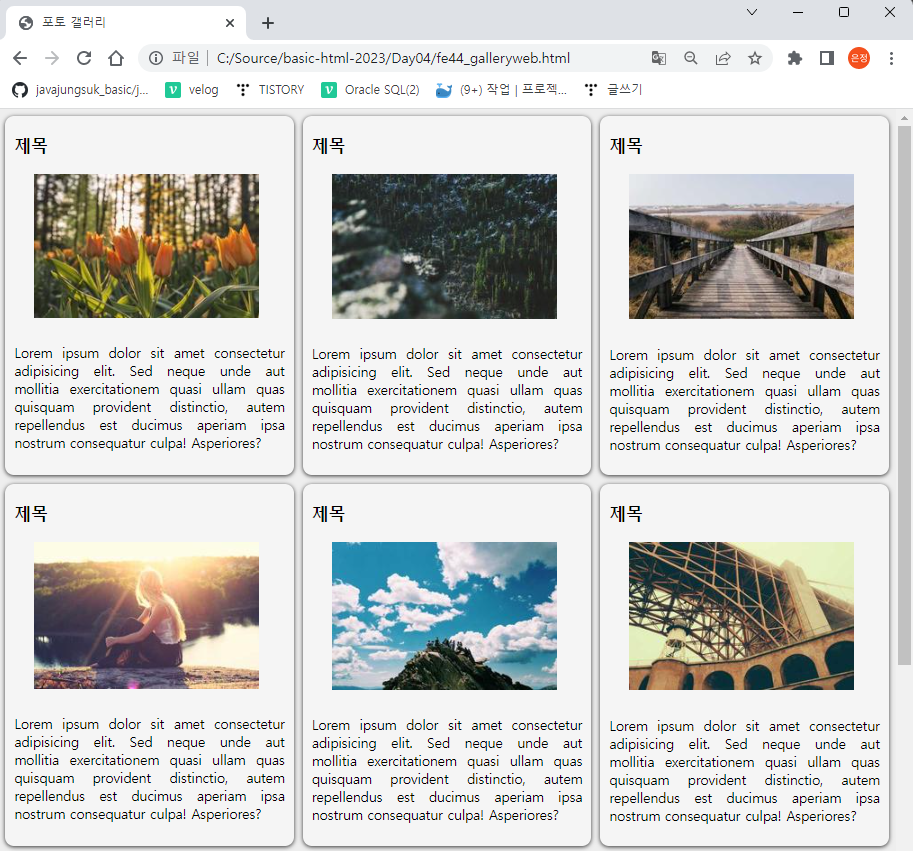 포토 갤러리
파일 C:/Source/basic-html-2023/Day04/fe44_galleryweb.html
은정
javajungsuk_basic/j... velog TISTORY Oracle SQL(2) (9+) 작업 | 프로젝... 글쓰기
제목
Lorem ipsum dolor sit amet consectetur
adipisicing elit. Sed neque unde aut
mollitia exercitationem quasi ullam quas
quisquam provident distinctio, autem
repellendus est ducimus aperiam ipsa
nostrum consequatur culpa! Asperiores?
제목
Lorem ipsum dolor sit amet consectetur
adipisicing elit. Sed neque unde aut
mollitia exercitationem quasi ullam quas
quisquam provident distinctio, autem
repellendus est ducimus aperiam ipsa
nostrum consequatur culpa! Asperiores?
제목
Lorem ipsum dolor sit amet consectetur
adipisicing elit. Sed neque unde aut
mollitia exercitationem quasi ullam quas
quisquam provident distinctio, autem
repellendus est ducimus aperiam ipsa
nostrum consequatur culpa! Asperiores?
제목
Lorem ipsum dolor sit amet consectetur
adipisicing elit. Sed neque unde aut
mollitia exercitationem quasi ullam quas
quisquam provident distinctio, autem
repellendus est ducimus aperiam ipsa
nostrum consequatur culpa! Asperiores?
제목
Lorem ipsum dolor sit amet consectetur
adipisicing elit. Sed neque unde aut
mollitia exercitationem quasi ullam quas
quisquam provident distinctio, autem
repellendus est ducimus aperiam ipsa
nostrum consequatur culpa! Asperiores?
제목
Lorem ipsum dolor sit amet consectetur
adipisicing elit. Sed neque unde aut
mollitia exercitationem quasi ullam quas
quisquam provident distinctio, autem
repellendus est ducimus aperiam ipsa
nostrum consequatur culpa! Asperiores?